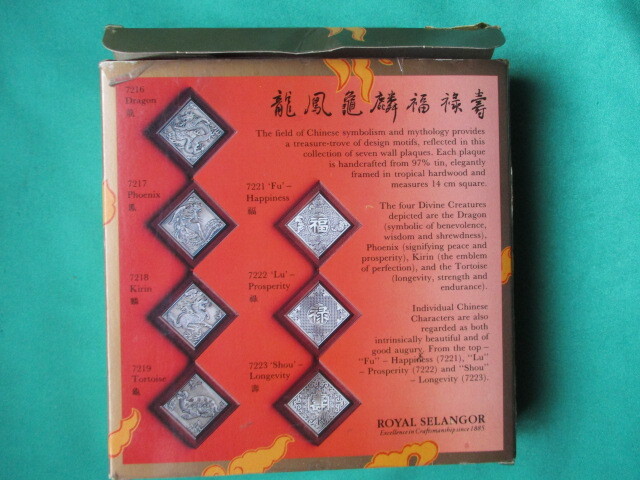 龍鳳龜麟福祿壽
The field of Chinese symbolism and mythology provides
a treasure-trove of design motifs, reflected in this
collection of seven wall plaques. Each plaque
is handcrafted from 97% tin, elegantly
framed in tropical hardwood and
measures 14 cm square.
The four Divine Creatures
depicted are the Dragon
(symbolic of benevolence,
wisdom and shrewdness),
Phoenix (signifying peace and
prosperity), Kirin (the emblem
of perfection), and the Tortoise
(longevity, strength and
endurance).
Individual Chinese
Characters are also
regarded as both
intrinsically beautiful and of
good augury. From the top –
"Fu" – Happiness (7221), "Lu"
– Prosperity (7222) and "Shou"
– Longevity (7223).
7216
Dragon
龍
7217
Phoenix
鳳
7218
Kirin
麟
7219
Tortoise
龜
7221 'Fu' –
Happiness
福
福
7222 'Lu' –
Prosperity
祿
祿
7223 'Shou' –
Longevity
壽
ROYAL SELANGOR
Excellence in Craftsmanship since 1885